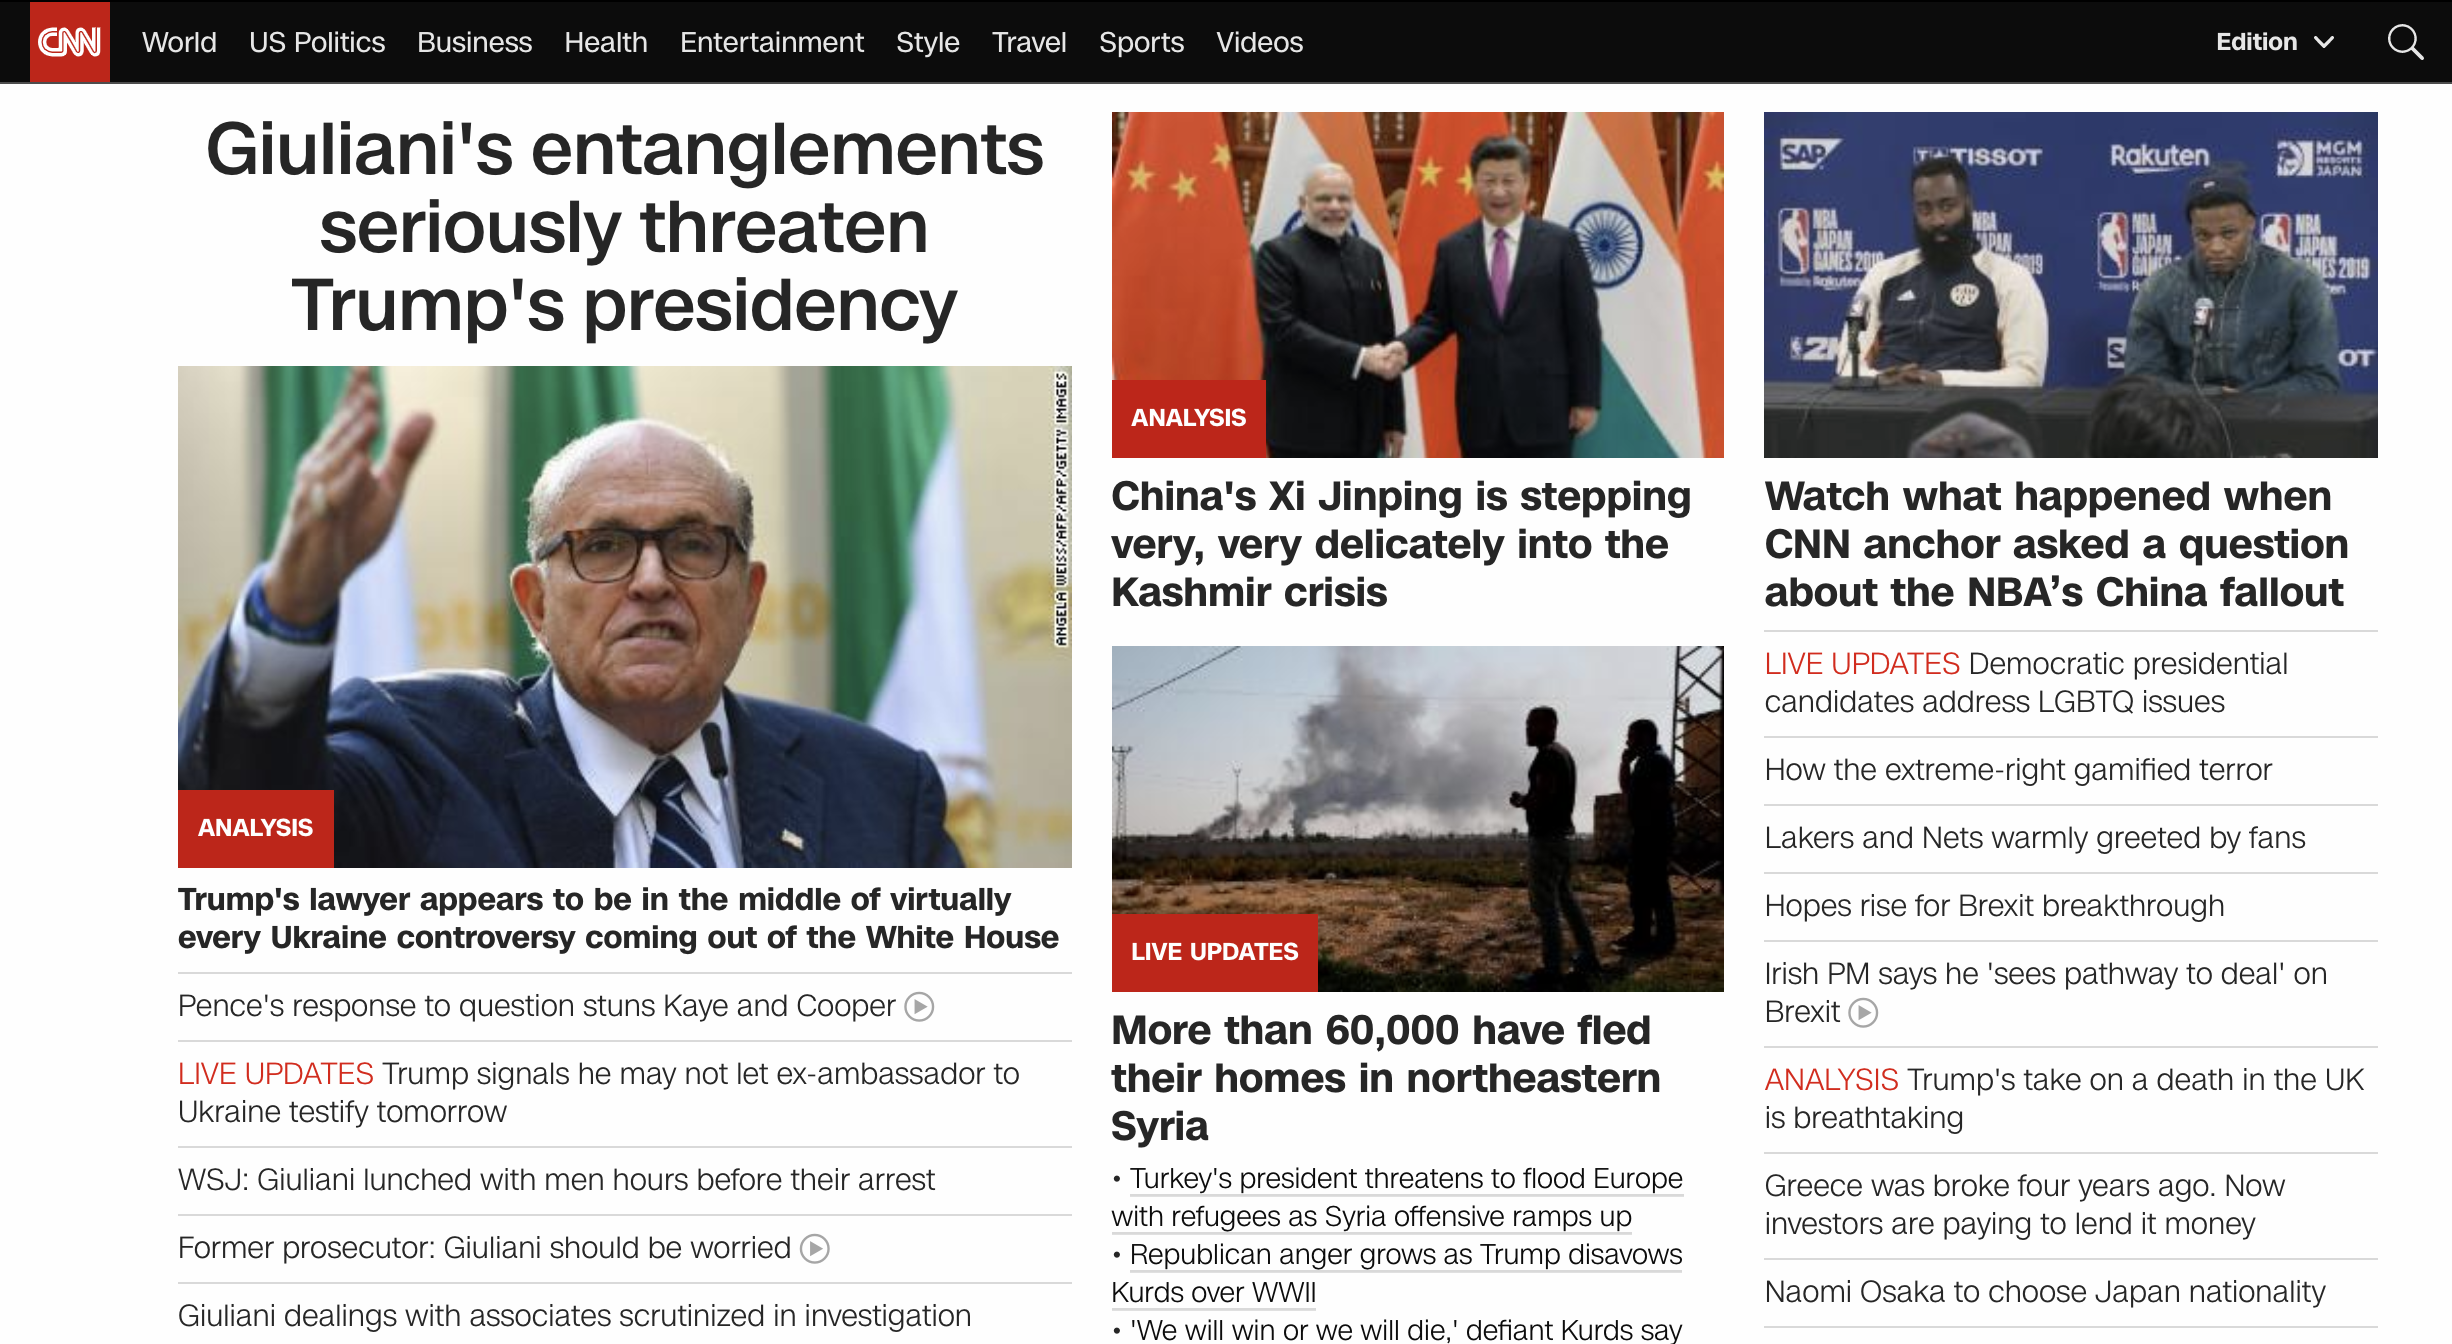 CNN
World
US Politics
Business
Health
Entertainment
Style
Travel
Sports
Videos
Edition
Giuliani's entanglements
seriously threaten
Trump's presidency
ANGELA WEISS/AFP/AFP/GETTY IMAGES
ANALYSIS
Trump's lawyer appears to be in the middle of virtually
every Ukraine controversy coming out of the White House
Pence's response to question stuns Kaye and Cooper
LIVE UPDATES Trump signals he may not let ex-ambassador to
Ukraine testify tomorrow
WSJ: Giuliani lunched with men hours before their arrest
Former prosecutor: Giuliani should be worried
Giuliani dealings with associates scrutinized in investigation
ANALYSIS
China's Xi Jinping is stepping
very, very delicately into the
Kashmir crisis
LIVE UPDATES
More than 60,000 have fled
their homes in northeastern
Syria
• Turkey's president threatens to flood Europe
with refugees as Syria offensive ramps up
• Republican anger grows as Trump disavows
Kurds over WWII
• 'We will win or we will die,' defiant Kurds say
SAP
TISSOT
Rakuten
MGM
RESORTS
JAPAN
NBA
JAPAN
GAMES 2019
Rakuten
NBA
JAPAN
2019
NBA
JAPAN
NBA
JAPAN
GAMES 2019
Watch what happened when
CNN anchor asked a question
about the NBA’s China fallout
LIVE UPDATES Democratic presidential
candidates address LGBTQ issues
How the extreme-right gamified terror
Lakers and Nets warmly greeted by fans
Hopes rise for Brexit breakthrough
Irish PM says he 'sees pathway to deal' on
Brexit
ANALYSIS Trump's take on a death in the UK
is breathtaking
Greece was broke four years ago. Now
investors are paying to lend it money
Naomi Osaka to choose Japan nationality